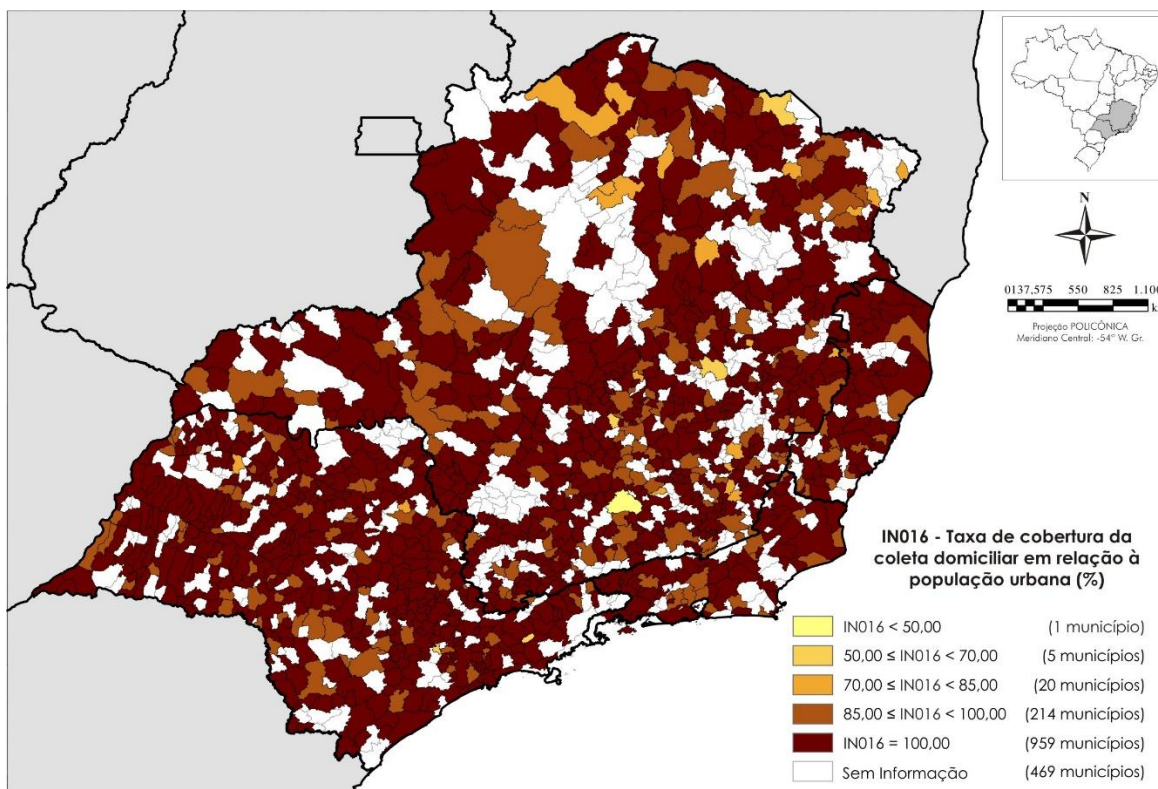 N
0137,575 550 825 1.100
k
Projeção POLICÔNICA
Meridiano Central: -54º W. Gr.
IN016 - Taxa de cobertura da
coleta domiciliar em relação à
população urbana (%)
IN016 < 50,00 (1 município)
50,00 ≤ IN016 < 70,00 (5 municípios)
70,00 ≤ IN016 < 85,00 (20 municípios)
85,00 ≤ IN016 < 100,00 (214 municípios)
IN016 = 100,00 (959 municípios)
Sem Informação (469 municípios)